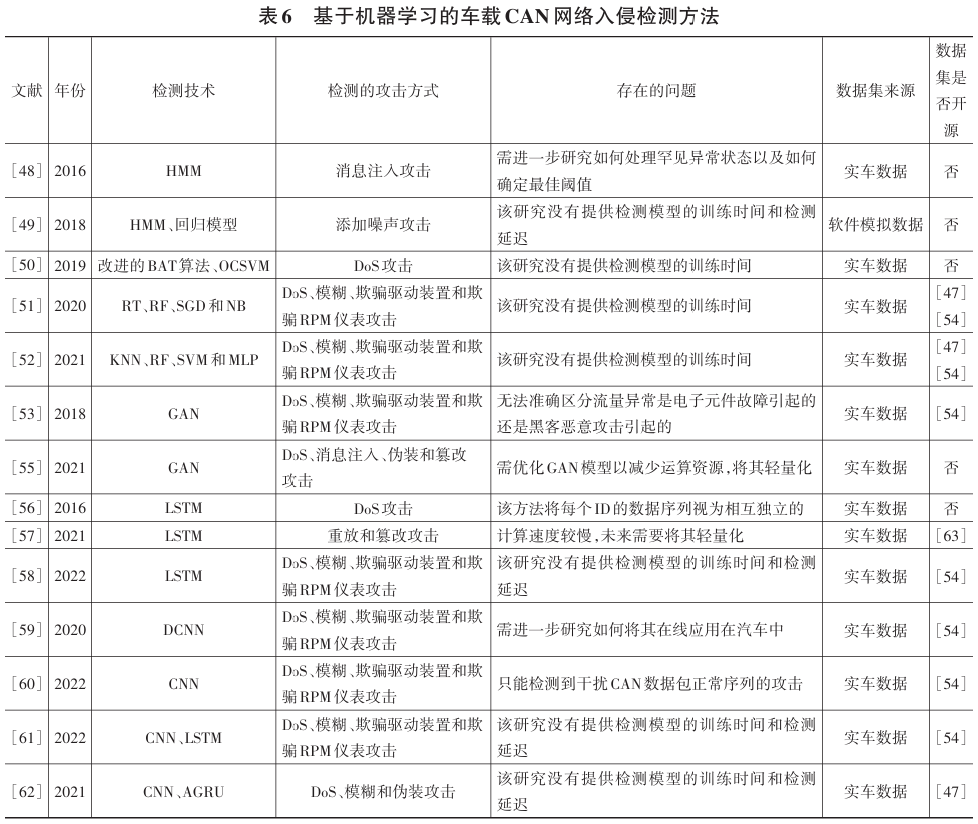 表6 基于机器学习的车载CAN网络入侵检测方法
文献 年份 检测技术 检测的攻击方式 存在的问题 数据集来源 数据集是否开源
[48] 2016 HMM 消息注入攻击 需进一步研究如何处理罕见异常状态以及如何确定最佳阈值 实车数据 否
[49] 2018 HMM、回归模型 添加噪声攻击 该研究没有提供检测模型的训练时间和检测延迟 软件模拟数据 否
[50] 2019 改进的BAT算法、OCSVM DoS攻击 该研究没有提供检测模型的训练时间 实车数据 否
[51] 2020 RT、RF、SGD和NB DoS、模糊、欺骗驱动装置和欺骗RPM仪表攻击 该研究没有提供检测模型的训练时间 实车数据 [47] [54]
[52] 2021 KNN、RF、SVM和MLP DoS、模糊、欺骗驱动装置和欺骗RPM仪表攻击 该研究没有提供检测模型的训练时间 实车数据 [47] [54]
[53] 2018 GAN DoS、模糊、欺骗驱动装置和欺骗RPM仪表攻击 无法准确区分流量异常是电子元件故障引起的还是黑客恶意攻击引起的 实车数据 [54]
[55] 2021 GAN DoS、消息注入、伪装和篡改攻击 需优化GAN模型以减少运算资源,将其轻量化 实车数据 否
[56] 2016 LSTM DoS攻击 该方法将每个ID的数据序列视为相互独立的 实车数据 否
[57] 2021 LSTM 重放和篡改攻击 计算速度较慢,未来需要将其轻量化 实车数据 [63]
[58] 2022 LSTM DoS、模糊、欺骗驱动装置和欺骗RPM仪表攻击 该研究没有提供检测模型的训练时间和检测延迟 实车数据 [54]
[59] 2020 DCNN DoS、模糊、欺骗驱动装置和欺骗RPM仪表攻击 需进一步研究如何将其在线应用在汽车中 实车数据 [54]
[60] 2022 CNN DoS、模糊、欺骗驱动装置和欺骗RPM仪表攻击 只能检测到干扰CAN数据包正常序列的攻击 实车数据 [54]
[61] 2022 CNN、LSTM DoS、模糊、欺骗驱动装置和欺骗RPM仪表攻击 该研究没有提供检测模型的训练时间和检测延迟 实车数据 [54]
[62] 2021 CNN、AGRU DoS、模糊和伪装攻击 该研究没有提供检测模型的训练时间和检测延迟 实车数据 [47]